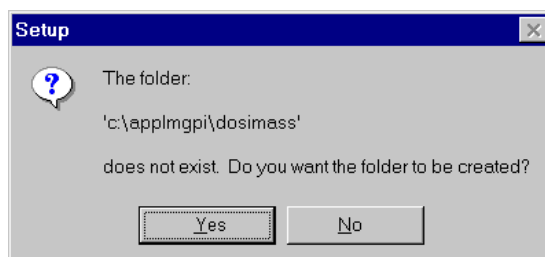 Setup
The folder:
'c:\applmgpi\dosimass'
does not exist.  Do you want the folder to be created?
Yes
No